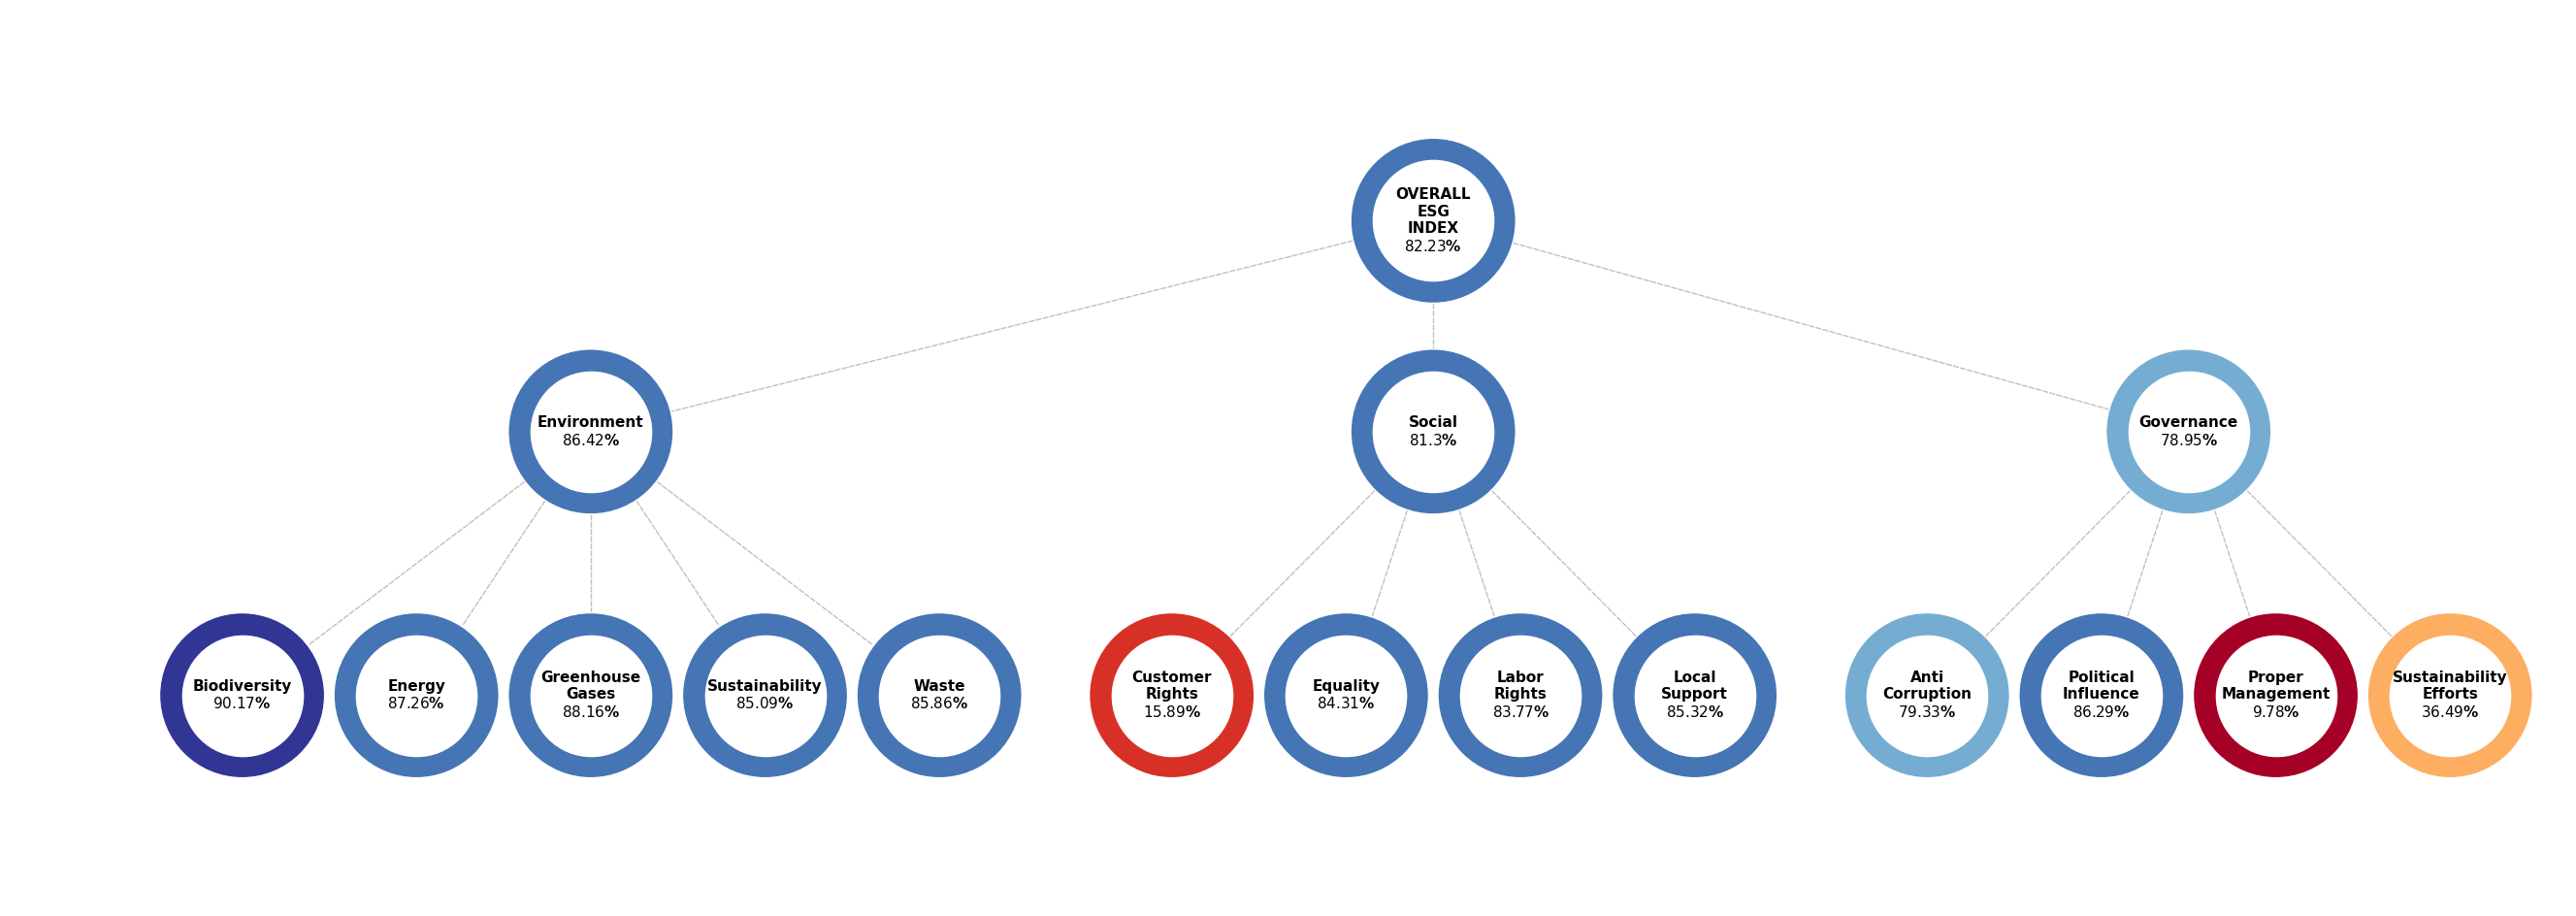 OVERALL
ESG
INDEX
82.23%
Environment
86.42%
Social
81.3%
Governance
78.95%
Biodiversity
90.17%
Energy
87.26%
Greenhouse
Gases
88.16%
Sustainability
85.09%
Waste
85.86%
Customer
Rights
15.89%
Equality
84.31%
Labor
Rights
83.77%
Local
Support
85.32%
Anti
Corruption
79.33%
Political
Influence
86.29%
Proper
Management
9.78%
Sustainability
Efforts
36.49%